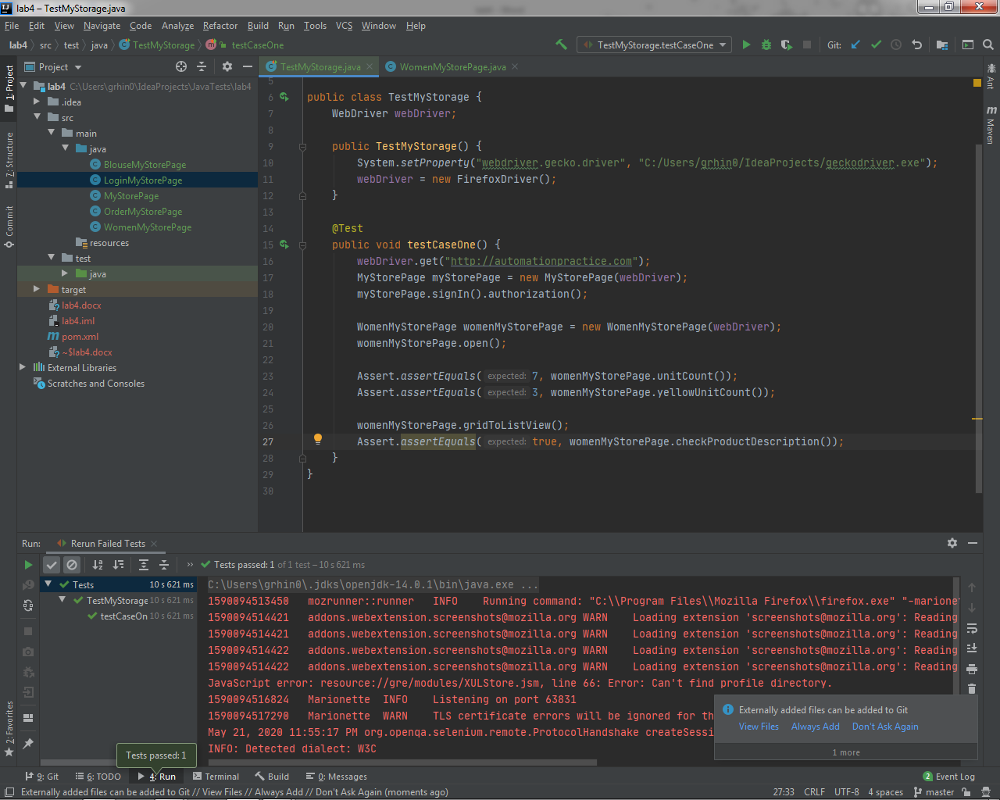 lab4 – TestMyStorage.java
File Edit View Navigate Code Analyze Refactor Build Run Tools VCS Window Help
lab4 src test java TestMyStorage testCaseOne TestMyStorage.testCaseOne Git:
Project
TestMyStorage.java
WomenMyStorePage.java
1: Project
Z: Structure
Commit
2: Favorites
Ant
Maven
lab4 C:\Users\grhin0\IdeaProjects\JavaTests\lab4
.idea
src
main
java
BlouseMyStorePage
LoginMyStorePage
MyStorePage
OrderMyStorePage
WomenMyStorePage
resources
test
java
target
lab4.docx
lab4.iml
pom.xml
~$lab4.docx
External Libraries
Scratches and Consoles
5
6 public class TestMyStorage {
7 WebDriver webDriver;
8
9 public TestMyStorage() {
10 System.setProperty("webdriver.gecko.driver", "C:/Users/grhin0/IdeaProjects/geckodriver.exe");
11 webDriver = new FirefoxDriver();
12 }
13
14 @Test
15 public void testCaseOne() {
16 webDriver.get("http://automationpractice.com");
17 MyStorePage myStorePage = new MyStorePage(webDriver);
18 myStorePage.signIn().authorization();
19
20 WomenMyStorePage womenMyStorePage = new WomenMyStorePage(webDriver);
21 womenMyStorePage.open();
22
23 Assert.assertEquals( expected: 7, womenMyStorePage.unitCount());
24 Assert.assertEquals( expected: 3, womenMyStorePage.yellowUnitCount());
25
26 womenMyStorePage.gridToListView();
27 Assert.assertEquals( expected: true, womenMyStorePage.checkProductDescription());
28 }
29 }
30
Run: Rerun Failed Tests
» Tests passed: 1 of 1 test – 10 s 621 ms
Tests 10 s 621 ms
TestMyStorage 10 s 621 ms
testCaseOn 10 s 621 ms
C:\Users\grhin0\.jdks\openjdk-14.0.1\bin\java.exe ...
1590094513450 mozrunner::runner INFO Running command: "C:\\Program Files\\Mozilla Firefox\\firefox.exe" "-marione
1590094514421 addons.webextension.screenshots@mozilla.org WARN Loading extension 'screenshots@mozilla.org': Reading
1590094514421 addons.webextension.screenshots@mozilla.org WARN Loading extension 'screenshots@mozilla.org': Reading
1590094514422 addons.webextension.screenshots@mozilla.org WARN Loading extension 'screenshots@mozilla.org': Reading
1590094514422 addons.webextension.screenshots@mozilla.org WARN Loading extension 'screenshots@mozilla.org': Reading
JavaScript error: resource://gre/modules/XULStore.jsm, line 66: Error: Can't find profile directory.
1590094516824 Marionette INFO Listening on port 63831
1590094517290 Marionette WARN TLS certificate errors will be ignored for th
May 21, 2020 11:55:17 PM org.openqa.selenium.remote.ProtocolHandshake createSessi
INFO: Detected dialect: W3C
Externally added files can be added to Git
View Files Always Add Don't Ask Again
1 more
Tests passed: 1
9: Git 6: TODO 4: Run Terminal Build 0: Messages 2 Event Log
Externally added files can be added to Git // View Files // Always Add // Don't Ask Again (moments ago) 27:33 CRLF UTF-8 4 spaces master